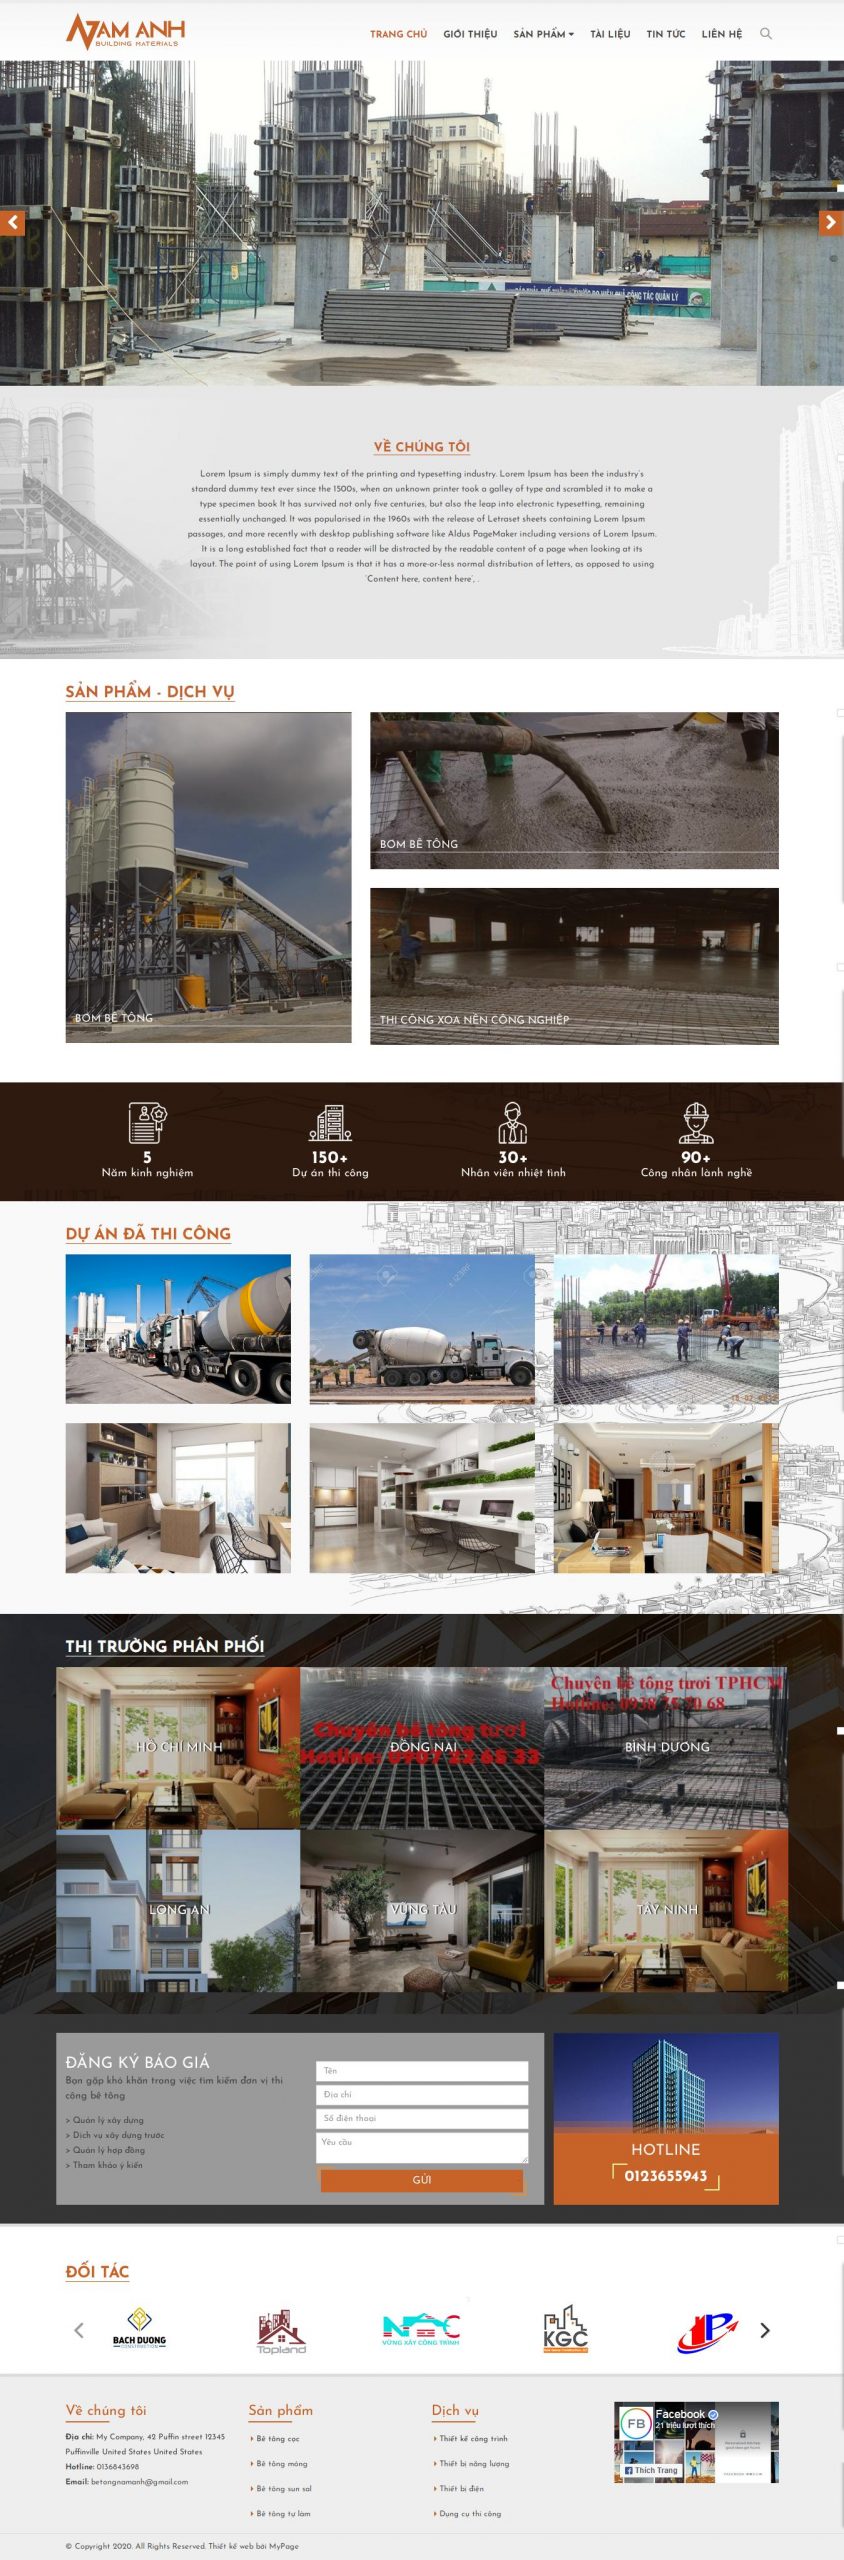 NAM ANH
BUILDING MATERIALS
TRANG CHỦ GIỚI THIỆU SẢN PHẨM TÀI LIỆU TIN TỨC LIÊN HỆ
VỀ CHÚNG TÔI
Lorem Ipsum is simply dummy text of the printing and typesetting industry. Lorem Ipsum has been the industry's
standard dummy text ever since the 1500s, when an unknown printer took a galley of type and scrambled it to make a
type specimen book It has survived not only five centuries, but also the leap into electronic typesetting, remaining
essentially unchanged. It was popularised in the 1960s with the release of Letraset sheets containing Lorem Ipsum
passages, and more recently with desktop publishing software like Aldus PageMaker including versions of Lorem Ipsum.
It is a long established fact that a reader will be distracted by the readable content of a page when looking at its
layout. The point of using Lorem Ipsum is that it has a more-or-less normal distribution of letters, as opposed to using
'Content here, content here', .
SẢN PHẨM - DỊCH VỤ
BƠM BÊ TÔNG
BƠM BÊ TÔNG
THI CÔNG XOA NỀN CÔNG NGHIỆP
5
Năm kinh nghiệm
150+
Dự án thi công
30+
Nhân viên nhiệt tình
90+
Công nhân lành nghề
DỰ ÁN ĐÃ THI CÔNG
THỊ TRƯỜNG PHÂN PHỐI
HỒ CHÍ MINH
Chuyên bê tông tươi
ĐỒNG NAI
Hotline: 0907 22 65 33
Chuyên bê tông tươi TPHCM
BÌNH DƯƠNG
LONG AN
VŨNG TÀU
TÂY NINH
ĐĂNG KÝ BÁO GIÁ
Bạn gặp khó khăn trong việc tìm kiếm đơn vị thi
công bê tông
> Quản lý xây dựng
> Dịch vụ xây dựng trước
> Quản lý hợp đồng
> Tham khảo ý kiến
Tên
Địa chỉ
Số điện thoại
Yêu cầu
GỬI
HOTLINE
0123655943
ĐỐI TÁC
BACH DUONG
CONSTRUCTION
Topland
VỮNG XÂY CÔNG TRÌNH
KGC
Về chúng tôi
Địa chỉ: My Company, 42 Puffin street 12345
Puffinville United States United States
Hotline: 0136843698
Email: betongnamanh@gmail.com
Sản phẩm
Bê tông cọc
Bê tông móng
Bê tông sun sal
Bê tông tự làm
Dịch vụ
Thiết kế công trình
Thiết bị năng lượng
Thiết bị điện
Dụng cụ thi công
FB
Facebook
21 triệu lượt thích
Thích Trang
© Copyright 2020. All Rights Reserved. Thiết kế web bởi MyPage